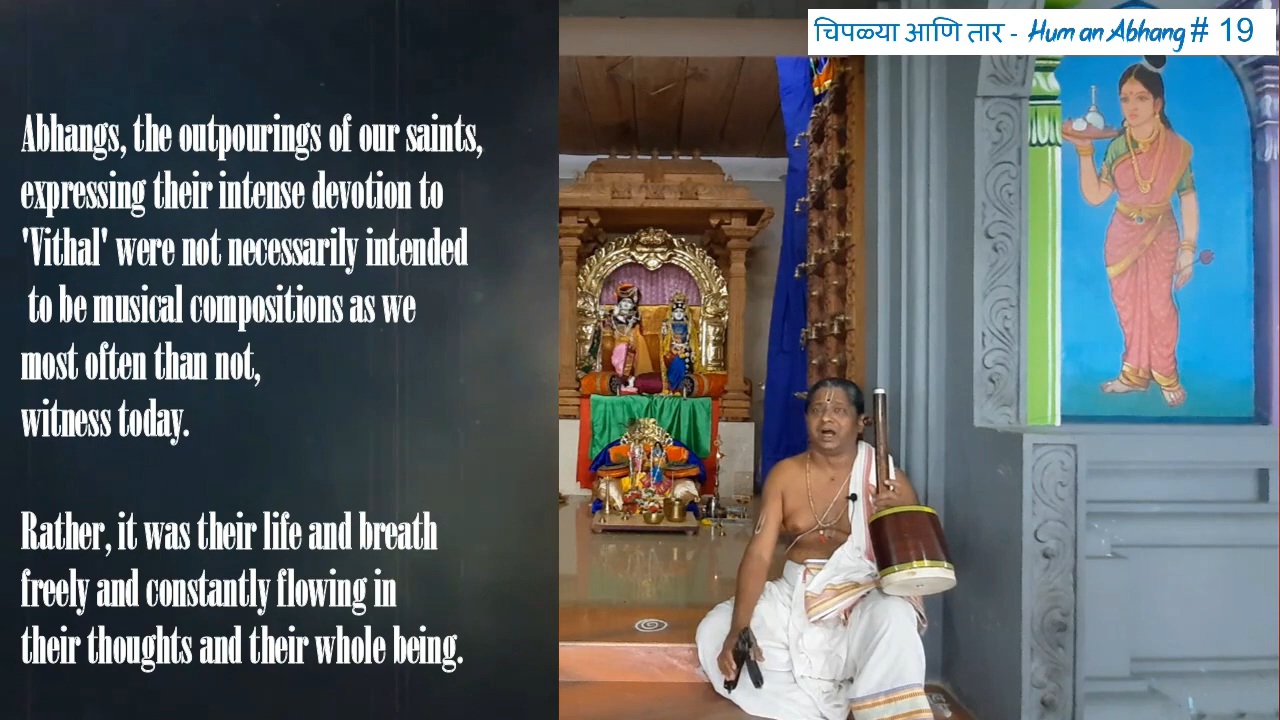 चिपळ्या आणि तार - Hum an Abhang # 19
Abhangs, the outpourings of our saints,
expressing their intense devotion to
'Vithal' were not necessarily intended
to be musical compositions as we
most often than not,
witness today.
Rather, it was their life and breath
freely and constantly flowing in
their thoughts and their whole being.